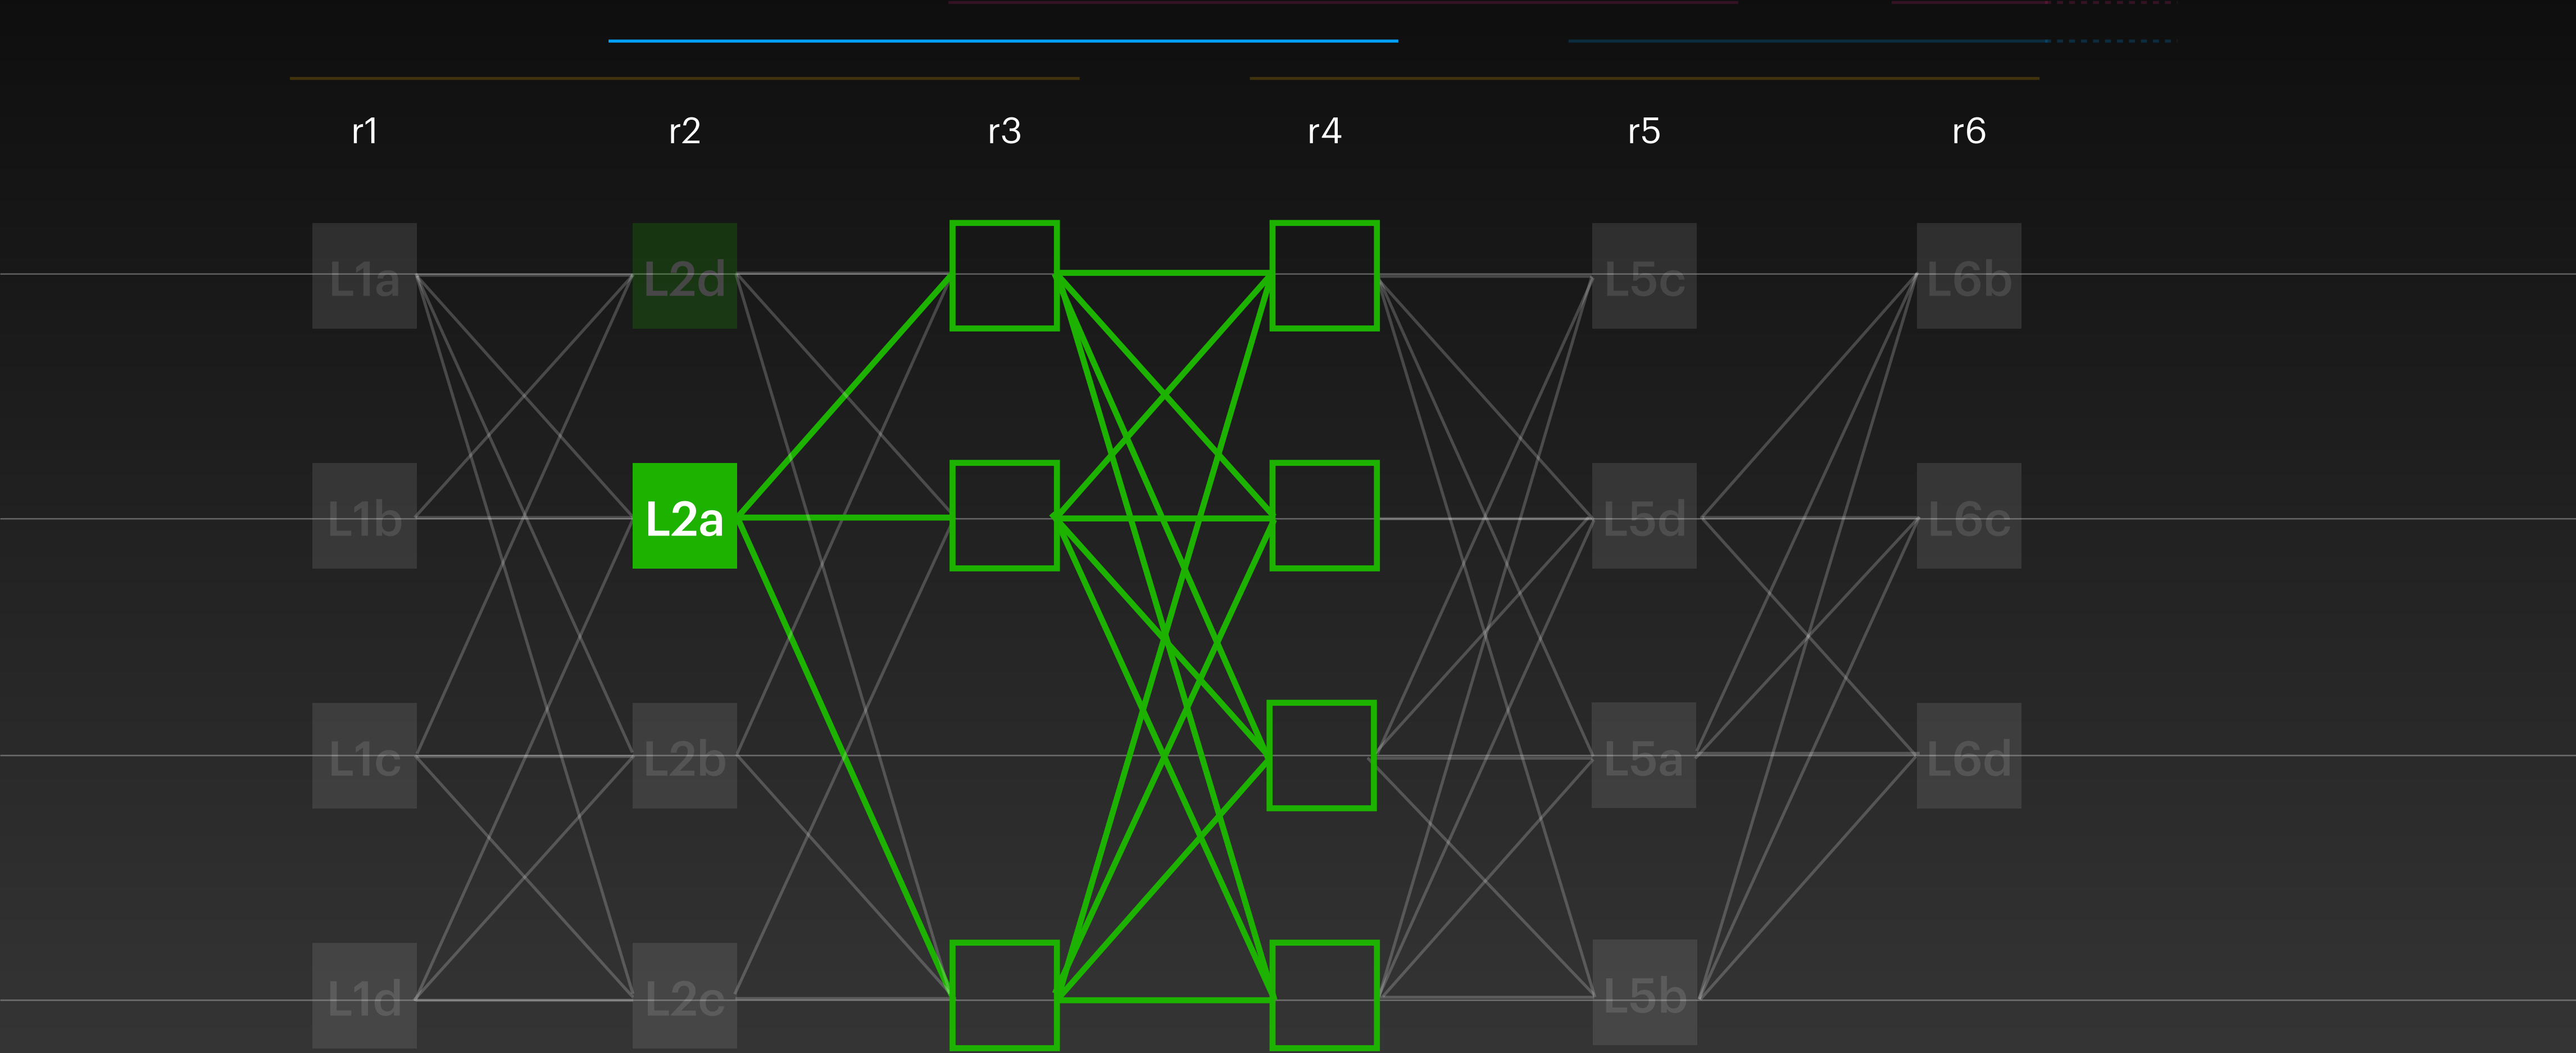 r1 r2 r3 r4 r5 r6
L1a L2d L5c L6b
L1b L2a L5d L6c
L1c L2b L5a L6d
L1d L2c L5b